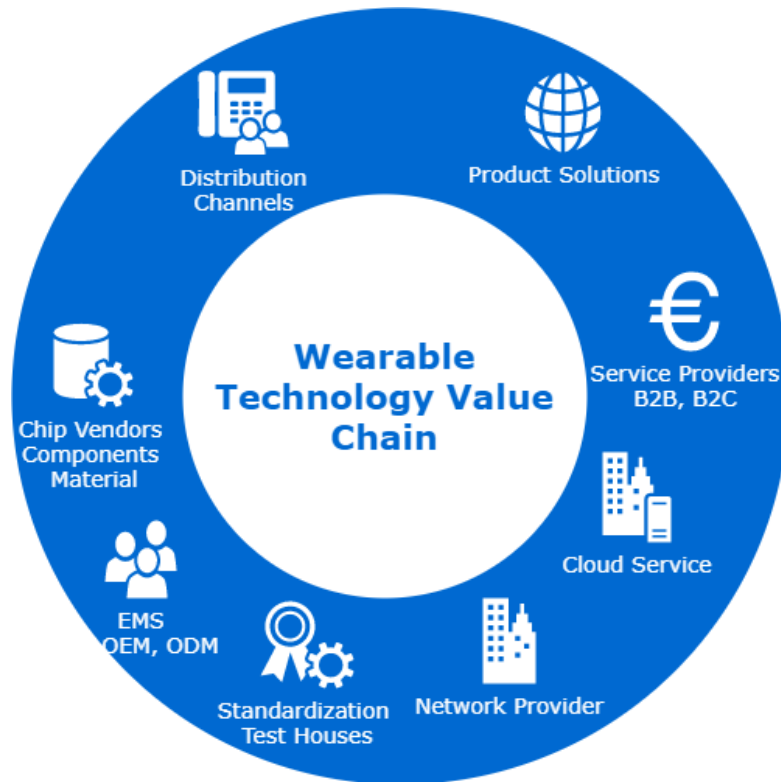 Distribution
Channels
Product Solutions
Wearable
Technology Value
Chain
Service Providers
B2B, B2C
Chip Vendors
Components
Material
Cloud Service
EMS
OEM, ODM
Standardization
Test Houses
Network Provider